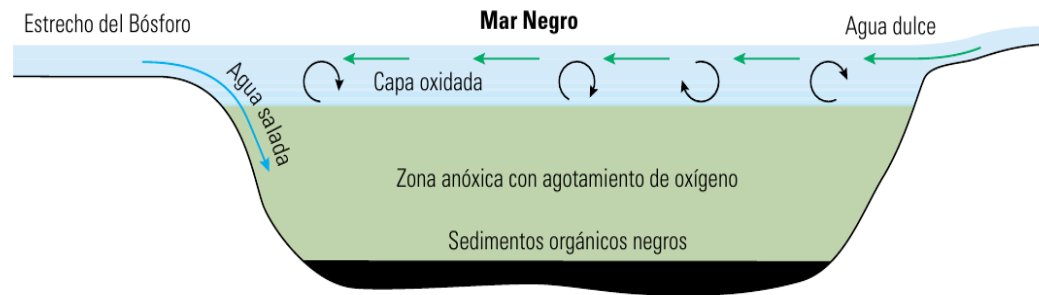 Estrecho del Bósforo
Mar Negro
Agua dulce
Agua salada
Capa oxidada
Zona anóxica con agotamiento de oxígeno
Sedimentos orgánicos negros